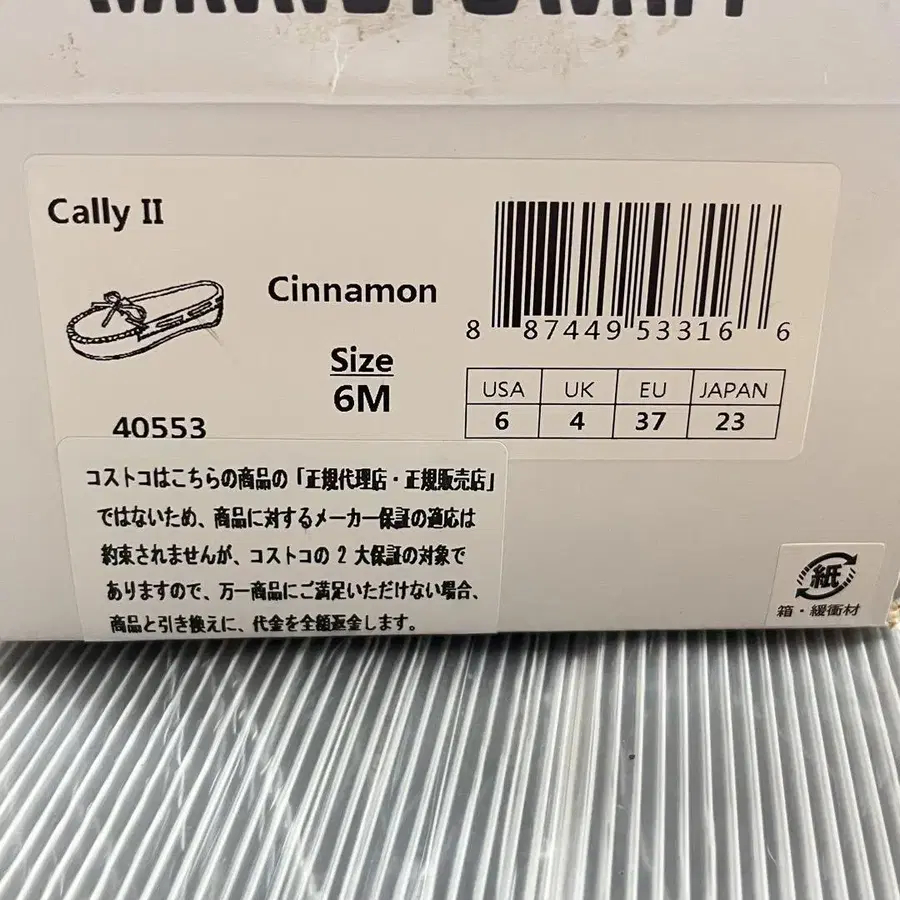 Cally II
Cinnamon
Size
6M
40553
8 87449 53316 6
USA UK EU JAPAN
6 4 37 23
コストコはこちらの商品の「正規代理店・正規販売店」
ではないため、商品に対するメーカー保証の適応は
約束されませんが、コストコの 2 大保証の対象で
ありますので、万一商品にご満足いただけない場合、
商品と引き換えに、代金を全額返金します。
紙
箱・緩衝材